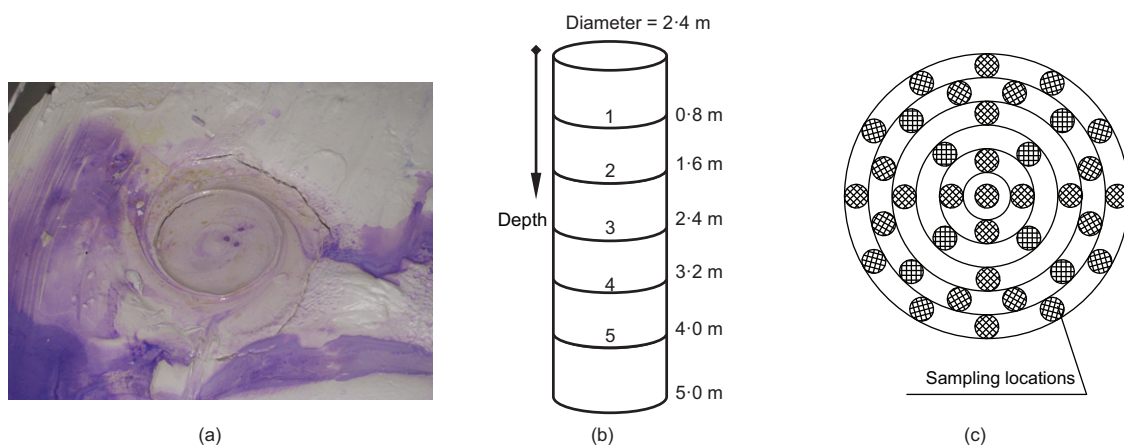 Diameter = 2·4 m
1
0·8 m
2
1·6 m
Depth
3
2·4 m
4
3·2 m
5
4·0 m
5·0 m
Sampling locations
(a)
(b)
(c)